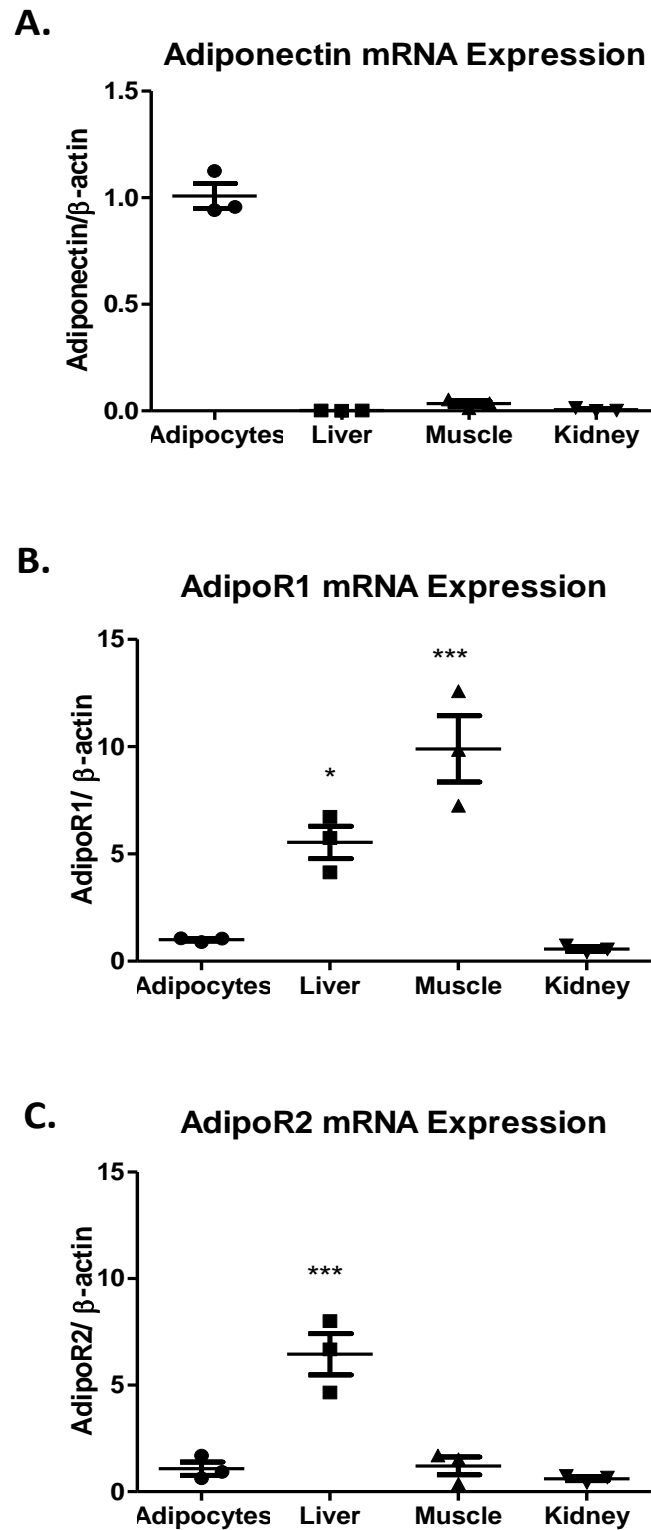 A.
Adiponectin mRNA Expression
Adiponectin/β-actin
1.5
1.0
0.5
0.0
Adipocytes Liver Muscle Kidney
B.
AdipoR1 mRNA Expression
AdipoR1/ β-actin
15
10
5
0
***
*
Adipocytes Liver Muscle Kidney
C.
AdipoR2 mRNA Expression
AdipoR2/ β-actin
15
10
5
0
***
Adipocytes Liver Muscle Kidney